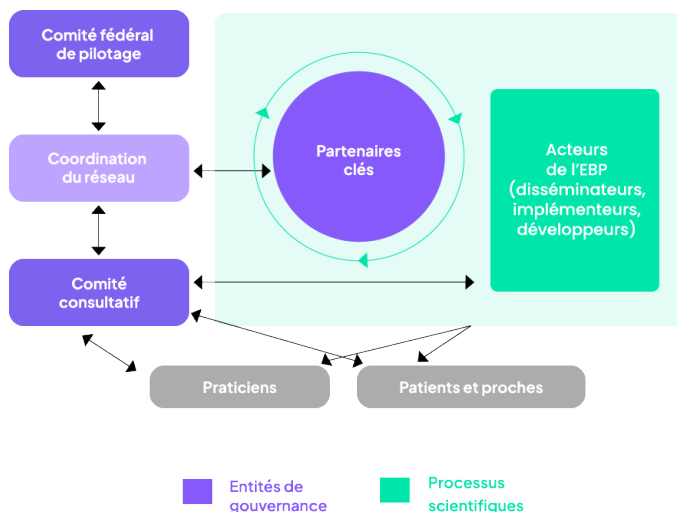 Comité fédéral
de pilotage
Coordination
du réseau
Comité
consultatif
Partenaires
clés
Acteurs
de l'EBP
(disséminateurs,
implémenteurs,
développeurs)
Praticiens
Patients et proches
Entités de
gouvernance
Processus
scientifiques